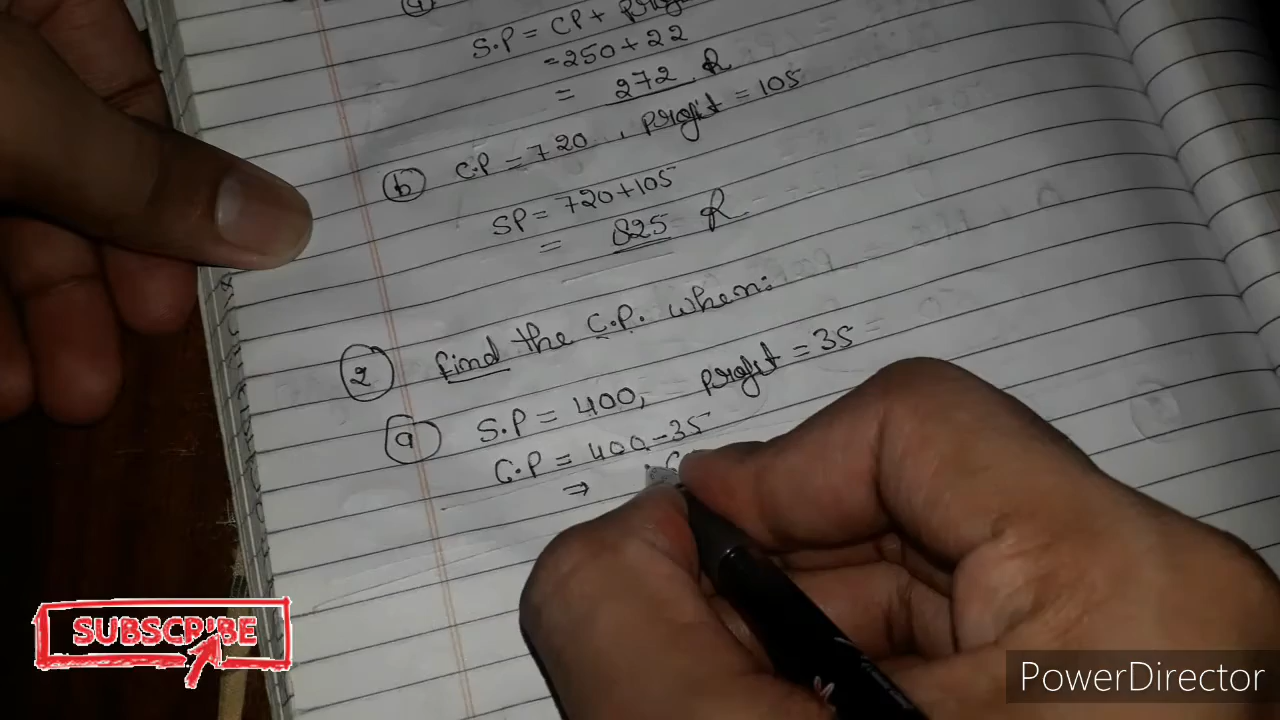 (a)
S.P = CP + Profit
= 250 + 22
= 272 R
(b) C.P = 720, Profit = 105
SP = 720 + 105
= 825 R
(2) find the C.P. when:
(a) S.P = 400, Profit = 35
C.P = 400 - 35
⇒
SUBSCRIBE
PowerDirector